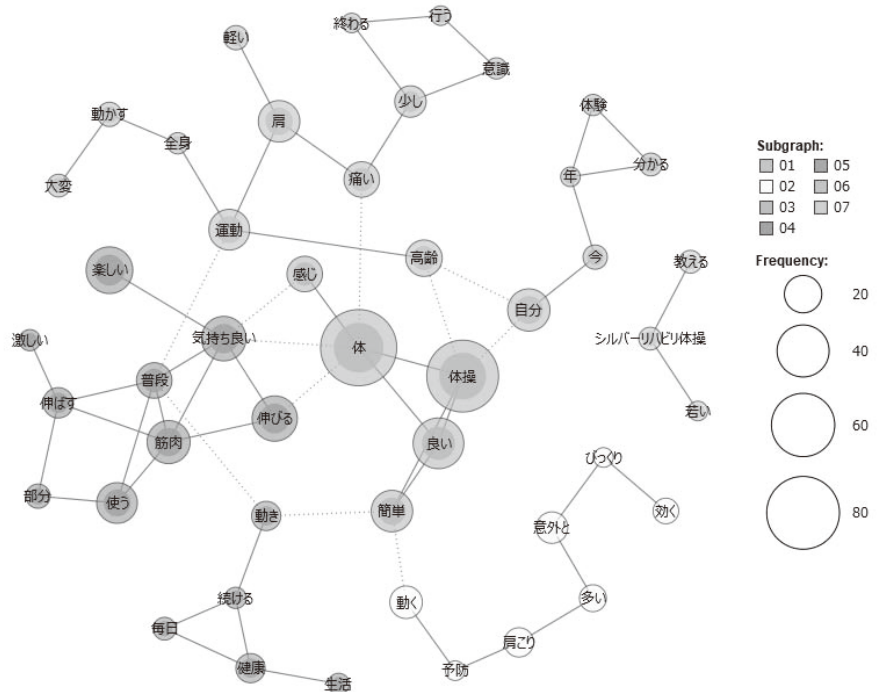 終わる
行う
軽い
意識
少し
肩
動かす
全身
大変
痛い
体験
分かる
年
今
運動
高齢
楽しい
感じ
自分
教える
シルバーリハビリ体操
若い
激しい
気持ち良い
体
体操
普段
伸ばす
伸びる
筋肉
良い
部分
使う
動き
簡単
びっくり
効く
意外と
多い
動く
肩こり
予防
続ける
毎日
健康
生活
Subgraph:
01 05
02 06
03 07
04
Frequency:
20
40
60
80